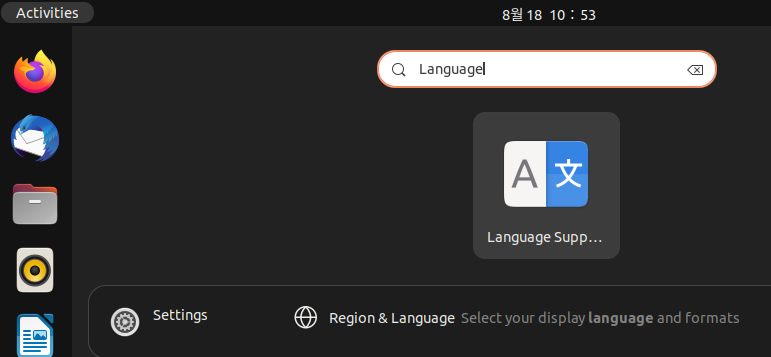 Activities
8월 18 10 : 53
Language
A 文
Language Supp...
Settings
Region & Language Select your display language and formats